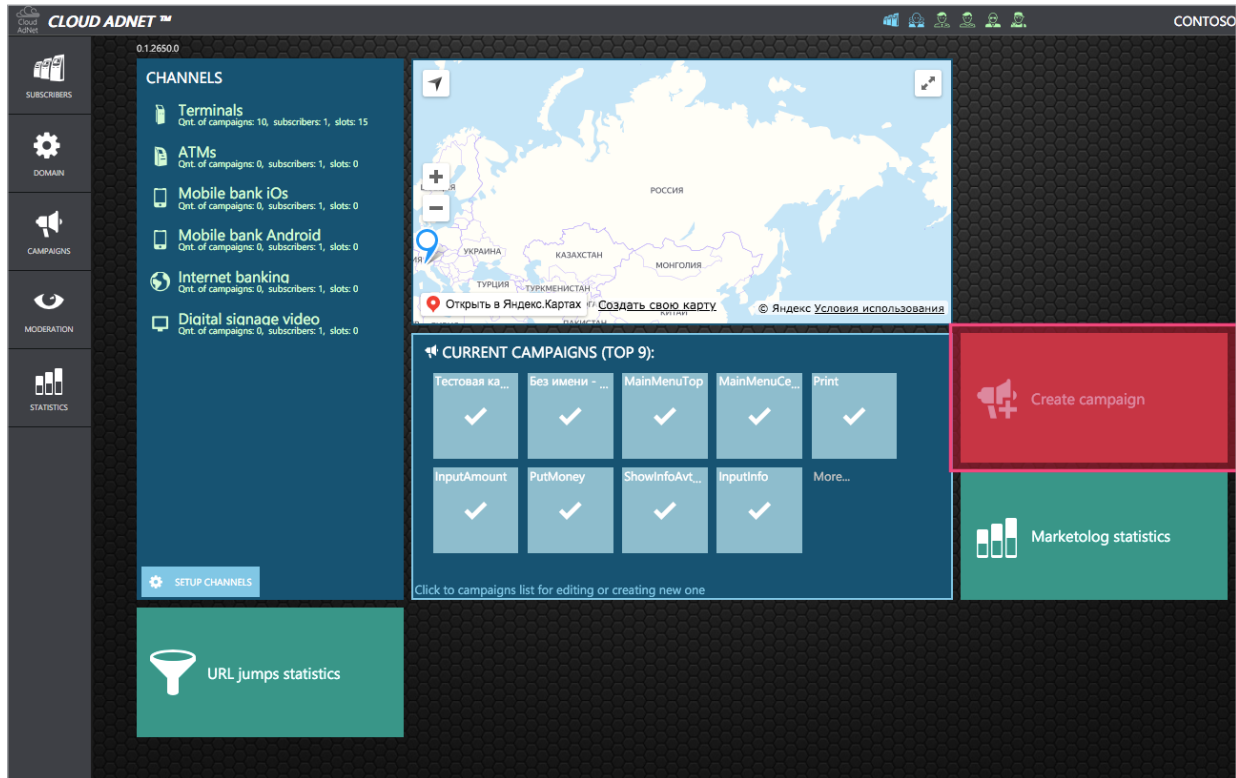 Cloud
AdNet
CLOUD ADNET ™
CONTOSO
0.1.2650.0
SUBSCRIBERS
DOMAIN
CAMPAIGNS
MODERATION
STATISTICS
CHANNELS
Terminals
Qnt. of campaigns: 10, subscribers: 1, slots: 15
ATMs
Qnt. of campaigns: 0, subscribers: 1, slots: 0
Mobile bank iOs
Qnt. of campaigns: 0, subscribers: 1, slots: 0
Mobile bank Android
Qnt. of campaigns: 0, subscribers: 1, slots: 0
Internet banking
Qnt. of campaigns: 0, subscribers: 1, slots: 0
Digital signage video
Qnt. of campaigns: 0, subscribers: 1, slots: 0
SETUP CHANNELS
РОССИЯ
УКРАИНА
КАЗАХСТАН
МОНГОЛИЯ
ТУРЦИЯ
ТУРКМЕНИСТАН
Открыть в Яндекс.Картах
Создать свою карту
© Яндекс Условия использования
CURRENT CAMPAIGNS (TOP 9):
Тестовая ка...
Без имени - ...
MainMenuTop
MainMenuCe...
Print
InputAmount
PutMoney
ShowInfoAvt...
InputInfo
More...
Click to campaigns list for editing or creating new one
Create campaign
Marketolog statistics
URL jumps statistics